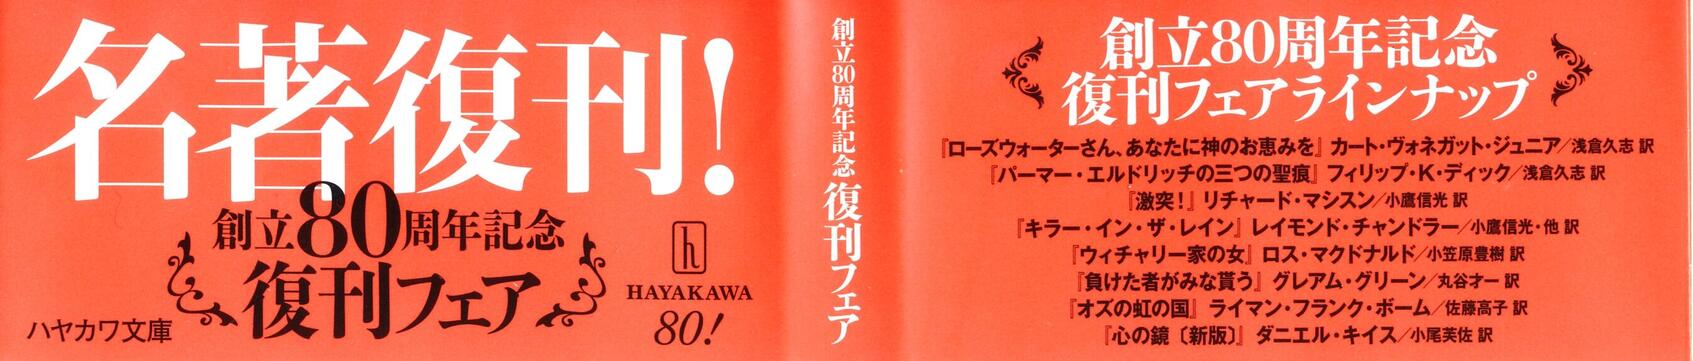 名著復刊!
創立80周年記念
復刊フェア
ハヤカワ文庫
h
HAYAKAWA
80!
創立80周年記念 復刊フェア
創立80周年記念
復刊フェアラインナップ
『ローズウォーターさん、あなたに神のお恵みを』カート・ヴォネガット・ジュニア/浅倉久志 訳
『パーマー・エルドリッチの三つの聖痕』フィリップ・K・ディック/浅倉久志 訳
『激突!』リチャード・マシスン/小鷹信光 訳
『キラー・イン・ザ・レイン』レイモンド・チャンドラー/小鷹信光・他 訳
『ウィチャリー家の女』ロス・マクドナルド/小笠原豊樹 訳
『負けた者がみな貰う』グレアム・グリーン/丸谷才一 訳
『オズの虹の国』ライマン・フランク・ボーム/佐藤高子 訳
『心の鏡〔新版〕』ダニエル・キイス/小尾芙佐 訳